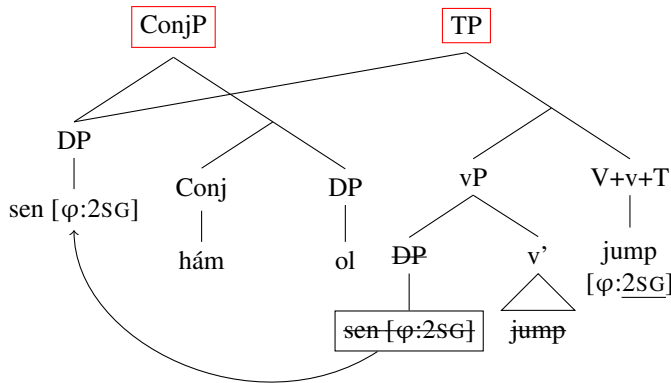 ConjP TP
DP
Conj DP vP V+v+T
sen [φ:2SG]
hám ol DP v’ jump
[φ:2SG]
sen [φ:2SG] jump